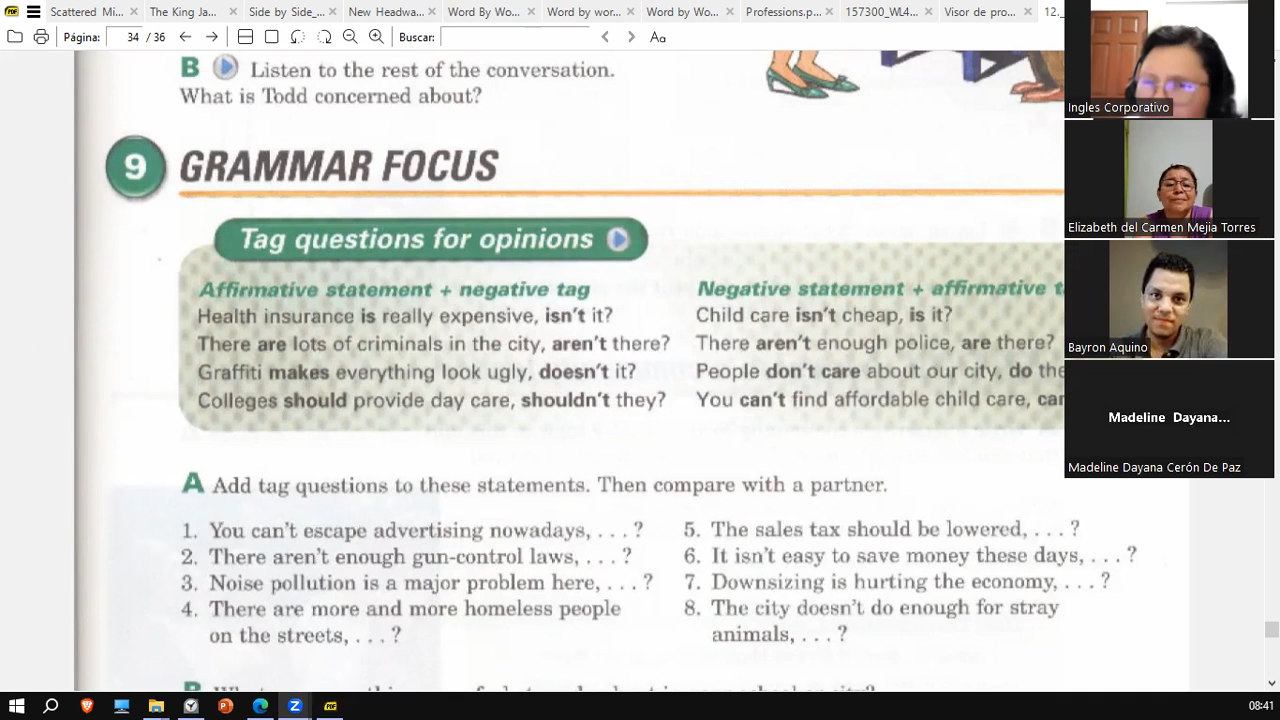 Scattered Mi...
The King Ja...
Side by Side_...
New Headwa...
Word By Wo...
Word by wor...
Word by Wo...
Professions.p...
157300_WL4...
Visor de pro...
12._
Página: 34 / 36
Buscar:
Aa
B Listen to the rest of the conversation.
What is Todd concerned about?
9 GRAMMAR FOCUS
Tag questions for opinions
Affirmative statement + negative tag
Health insurance is really expensive, isn't it?
There are lots of criminals in the city, aren't there?
Graffiti makes everything look ugly, doesn't it?
Colleges should provide day care, shouldn't they?
Negative statement + affirmative t
Child care isn't cheap, is it?
There aren't enough police, are there?
People don't care about our city, do the
You can't find affordable child care, can
A Add tag questions to these statements. Then compare with a partner.
1. You can't escape advertising nowadays, . . . ?
2. There aren't enough gun-control laws, . . . ?
3. Noise pollution is a major problem here, . . . ?
4. There are more and more homeless people
on the streets, . . . ?
5. The sales tax should be lowered, . . . ?
6. It isn't easy to save money these days, . . . ?
7. Downsizing is hurting the economy, . . . ?
8. The city doesn't do enough for stray
animals, . . . ?
Ingles Corporativo
Elizabeth del Carmen Mejia Torres
Bayron Aquino
Madeline Dayana...
Madeline Dayana Cerón De Paz
08:41